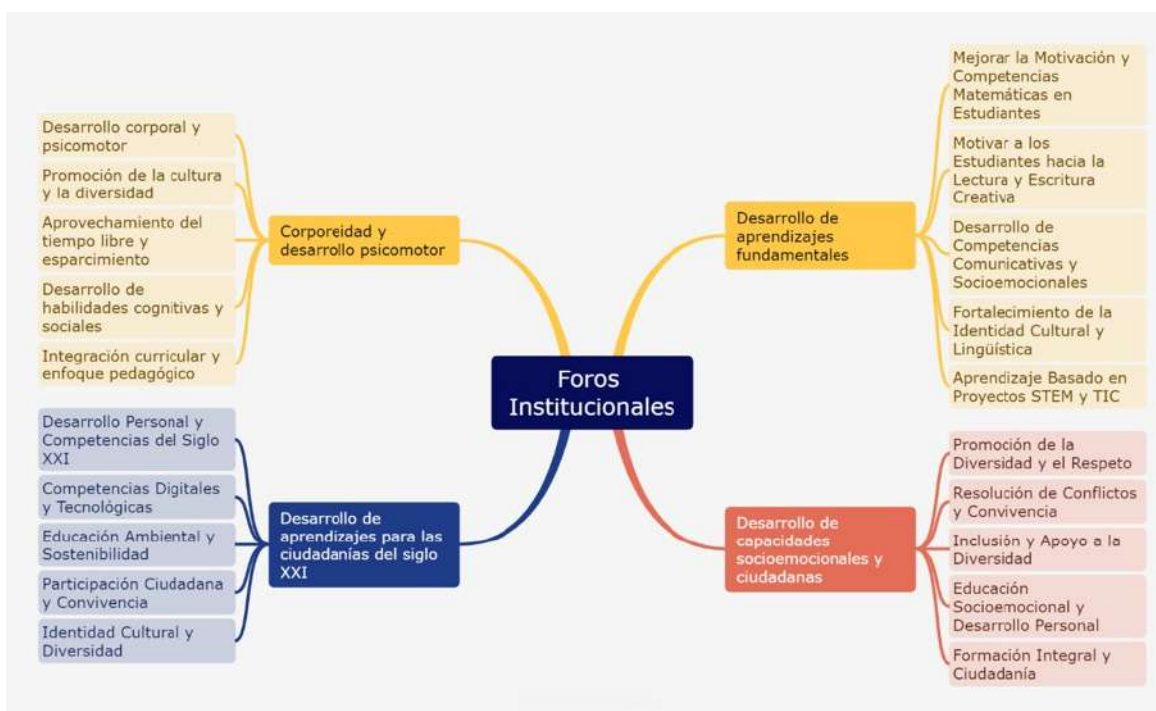 Foros
Institucionales
Corporeidad y
desarrollo psicomotor
Desarrollo corporal y
psicomotor
Promoción de la cultura
y la diversidad
Aprovechamiento del
tiempo libre y
esparcimiento
Desarrollo de
habilidades cognitivas y
sociales
Integración curricular y
enfoque pedagógico
Desarrollo de
aprendizajes para las
ciudadanías del siglo
XXI
Desarrollo Personal y
Competencias del Siglo
XXI
Competencias Digitales
y Tecnológicas
Educación Ambiental y
Sostenibilidad
Participación Ciudadana
y Convivencia
Identidad Cultural y
Diversidad
Desarrollo de
aprendizajes
fundamentales
Mejorar la Motivación y
Competencias
Matemáticas en
Estudiantes
Motivar a los
Estudiantes hacia la
Lectura y Escritura
Creativa
Desarrollo de
Competencias
Comunicativas y
Socioemocionales
Fortalecimiento de la
Identidad Cultural y
Lingüística
Aprendizaje Basado en
Proyectos STEM y TIC
Desarrollo de
capacidades
socioemocionales y
ciudadanas
Promoción de la
Diversidad y el Respeto
Resolución de Conflictos
y Convivencia
Inclusión y Apoyo a la
Diversidad
Educación
Socioemocional y
Desarrollo Personal
Formación Integral y
Ciudadanía